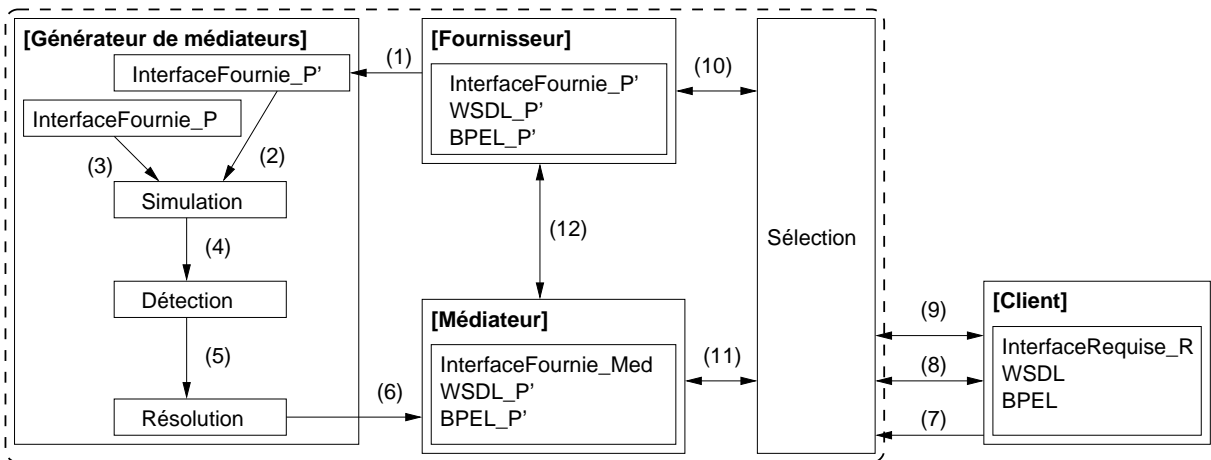 [Générateur de médiateurs]
InterfaceFournie_P’
InterfaceFournie_P
(3)
(2)
Simulation
(4)
Détection
(5)
Résolution
(1)
(6)
[Fournisseur]
InterfaceFournie_P’
WSDL_P’
BPEL_P’
(10)
(12)
[Médiateur]
InterfaceFournie_Med
WSDL_P’
BPEL_P’
(11)
Sélection
(9)
(8)
(7)
[Client]
InterfaceRequise_R
WSDL
BPEL